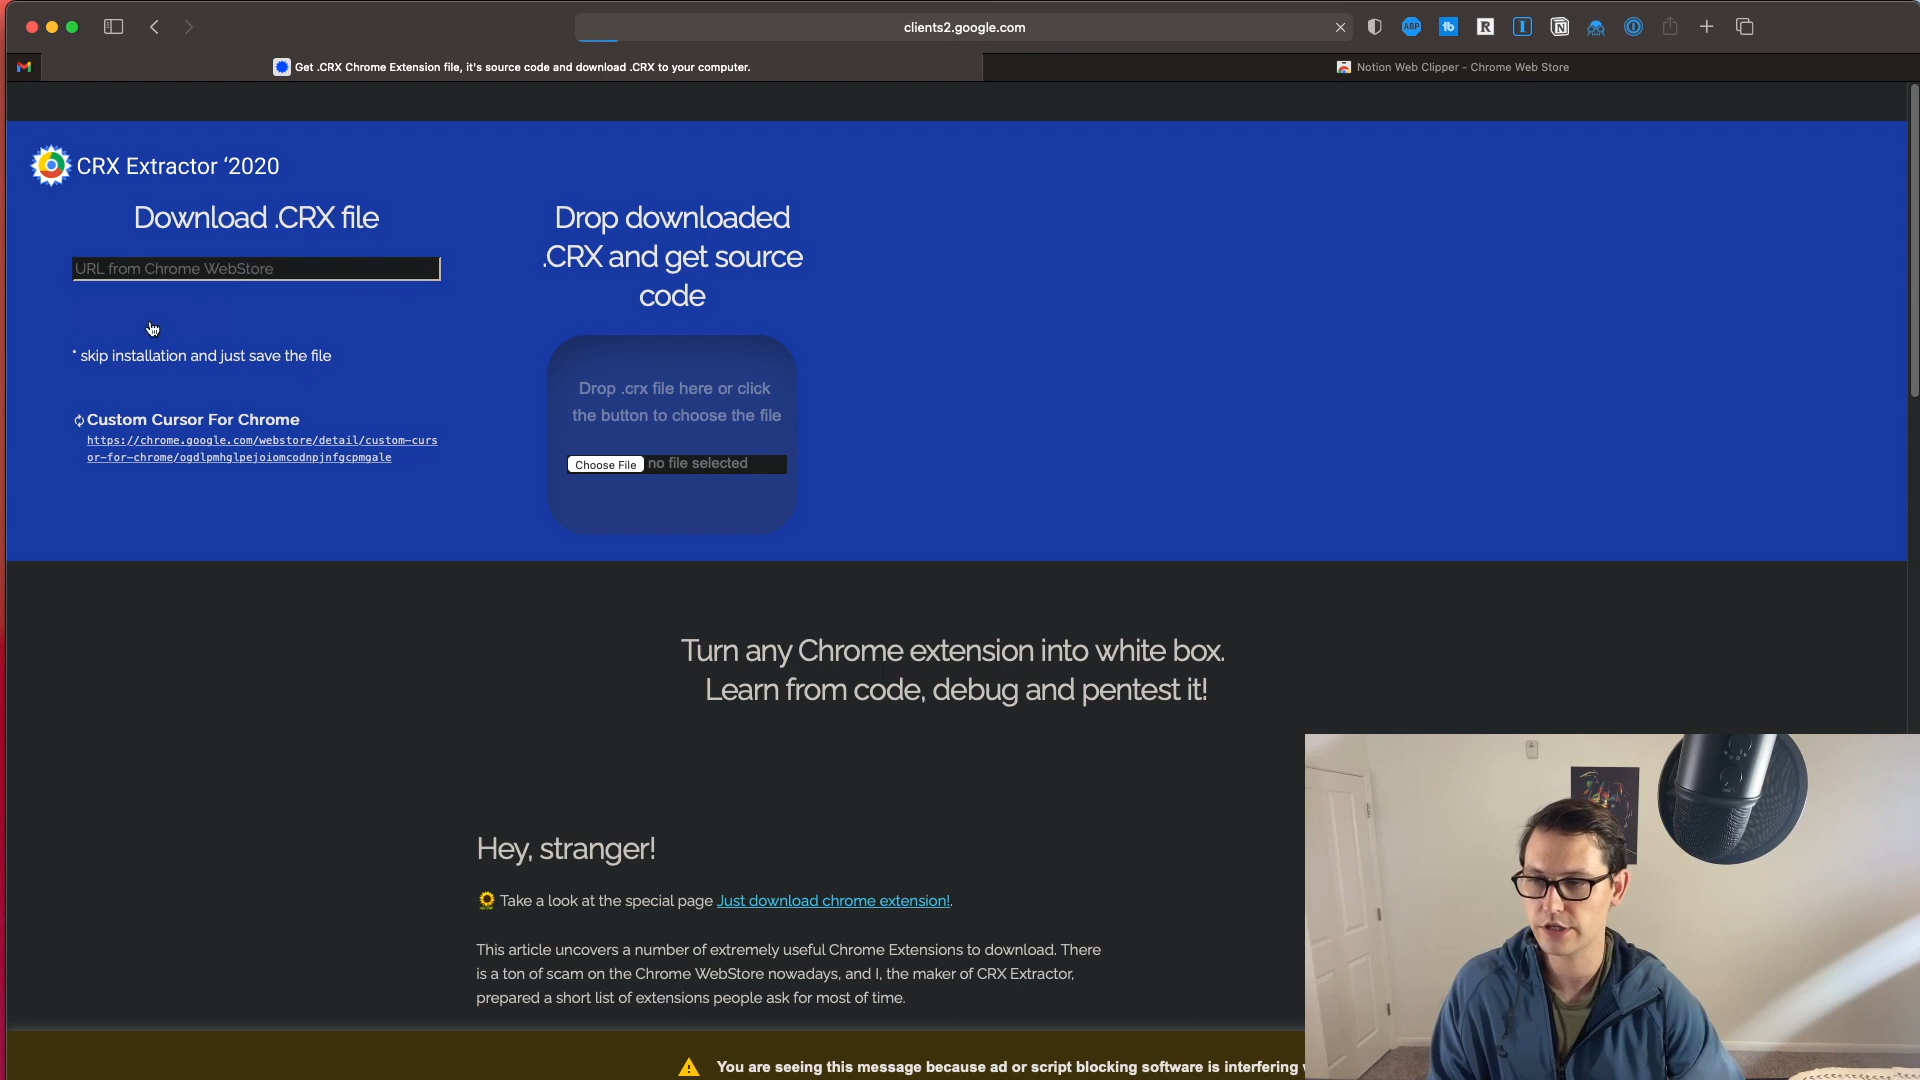 clients2.google.com
Get .CRX Chrome Extension file, it's source code and download .CRX to your computer.
Notion Web Clipper - Chrome Web Store
CRX Extractor ‘2020
Download .CRX file
URL from Chrome WebStore
* skip installation and just save the file
Custom Cursor For Chrome
https://chrome.google.com/webstore/detail/custom-curs
or-for-chrome/ogdlpmhglpejoiomcodnpjnfgcpmgale
Drop downloaded
.CRX and get source
code
Drop .crx file here or click
the button to choose the file
Choose File no file selected
Turn any Chrome extension into white box.
Learn from code, debug and pentest it!
Hey, stranger!
Take a look at the special page Just download chrome extension!.
This article uncovers a number of extremely useful Chrome Extensions to download. There
is a ton of scam on the Chrome WebStore nowadays, and I, the maker of CRX Extractor,
prepared a short list of extensions people ask for most of time.
You are seeing this message because ad or script blocking software is interfering